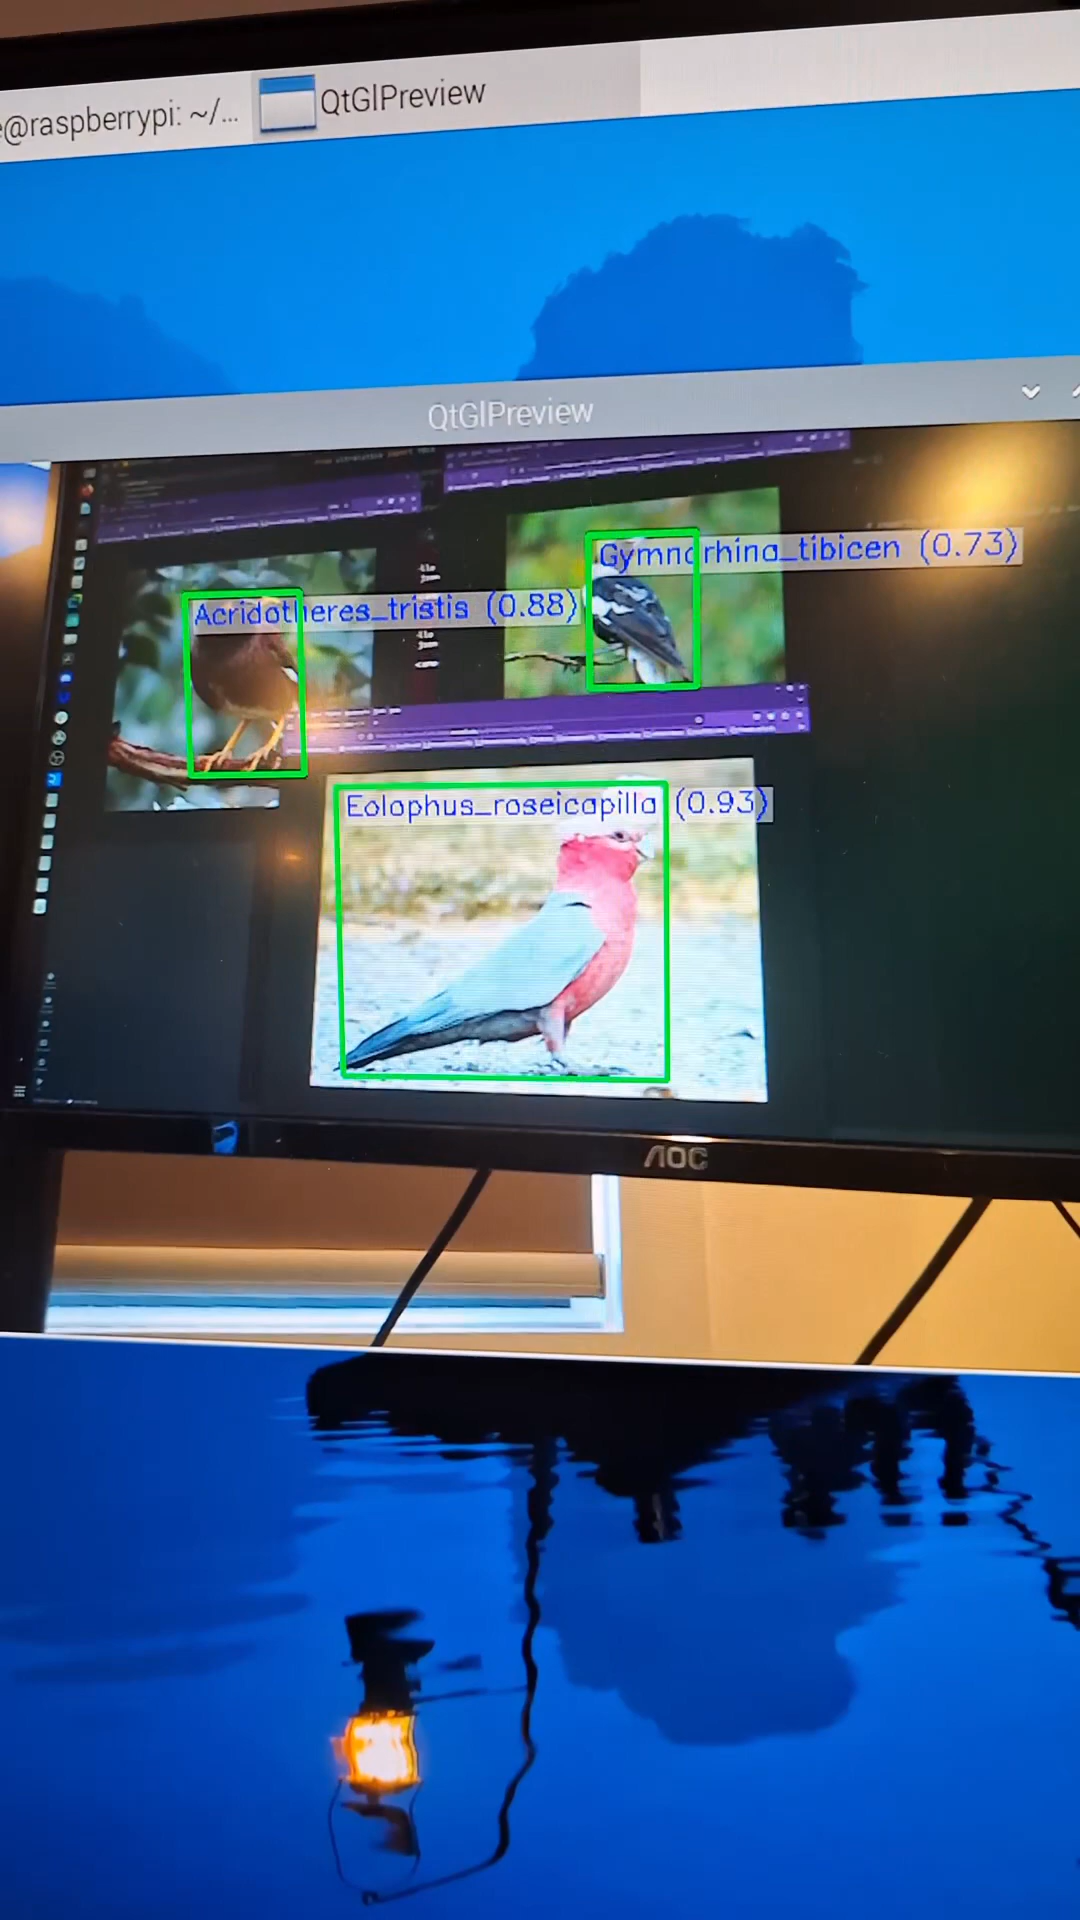 e@raspberrypi: ~/...
QtGlPreview
QtGlPreview
Gymnorhina_tibicen (0.73)
Acridotheres_tristis (0.88)
Eolophus_roseicapilla (0.93)
AOC